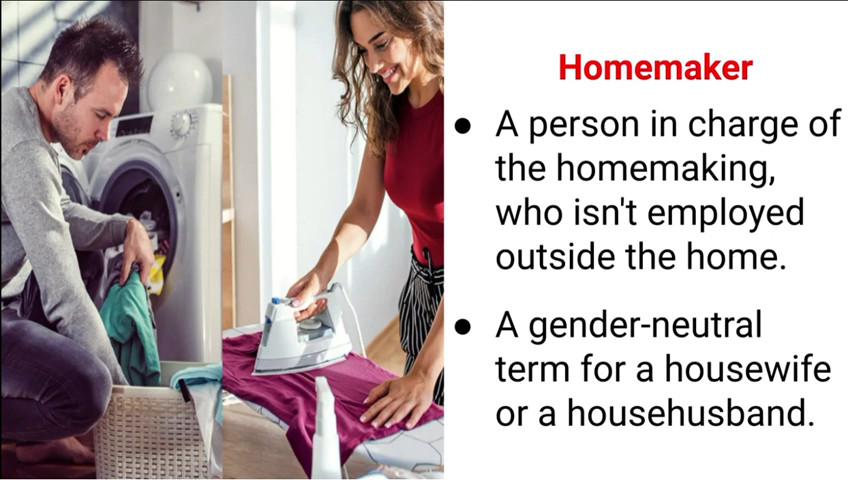 Homemaker
● A person in charge of
the homemaking,
who isn't employed
outside the home.
● A gender-neutral
term for a housewife
or a househusband.